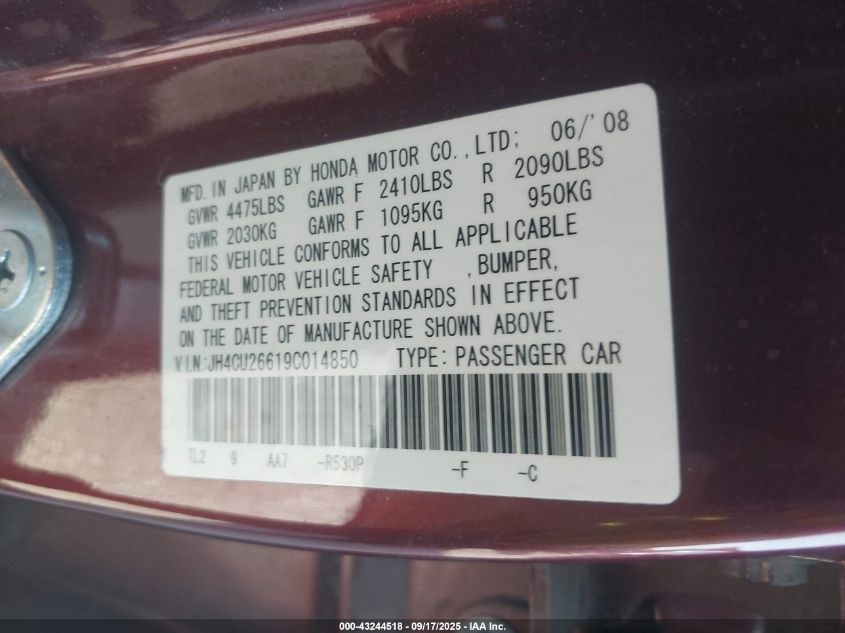 MFD. IN JAPAN BY HONDA MOTOR CO.,LTD; 06/'08
GVWR 4475LBS GAWR F 2410LBS R 2090LBS
GVWR 2030KG GAWR F 1095KG R 950KG
THIS VEHICLE CONFORMS TO ALL APPLICABLE
FEDERAL MOTOR VEHICLE SAFETY ,BUMPER,
AND THEFT PREVENTION STANDARDS IN EFFECT
ON THE DATE OF MANUFACTURE SHOWN ABOVE.
V.I.N:JH4CU26619C014850 TYPE: PASSENGER CAR
TL2 9 AA7 -R530P -F -C
000-43244518 - 09/17/2025 - IAA Inc.